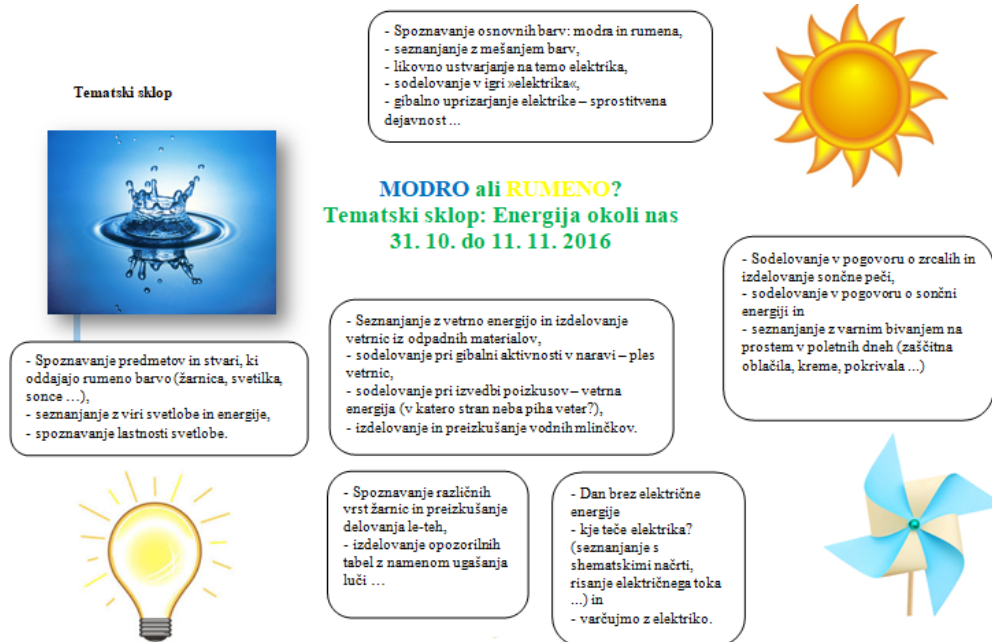 - Spoznavanje osnovnih barv: modra in rumena,
- seznanjanje z mešanjem barv,
- likovno ustvarjanje na temo elektrika,
- sodelovanje v igri »elektrika«,
- gibalno uprizarjanje elektrike – sprostitvena
dejavnost ...
Tematski sklop
MODRO ali RUMENO?
Tematski sklop: Energija okoli nas
31. 10. do 11. 11. 2016
- Sodelovanje v pogovoru o zrcalih in
izdelovanje sončne peči,
- sodelovanje v pogovoru o sončni
energiji in
- seznanjanje z varnim bivanjem na
prostem v poletnih dneh (zaščitna
oblačila, kreme, pokrivala ...)
- Seznanjanje z vetrno energijo in izdelovanje
vetrnic iz odpadnih materialov,
- sodelovanje pri gibalni aktivnosti v naravi – ples
vetrnic,
- sodelovanje pri izvedbi poizkusov – vetrna
energija (v katero stran neba piha veter?),
- izdelovanje in preizkušanje vodnih mlinčkov.
- Spoznavanje predmetov in stvari, ki
oddajajo rumeno barvo (žarnica, svetilka,
sonce ...),
- seznanjanje z viri svetlobe in energije,
- spoznavanje lastnosti svetlobe.
- Spoznavanje različnih
vrst žarnic in preizkušanje
delovanja le-teh,
- izdelovanje opozorilnih
tabel z namenom ugašanja
luči ...
- Dan brez električne
energije
- kje teče elektrika?
(seznanjanje s
shematskimi načrti,
risanje električnega toka
...) in
- varčujmo z elektriko.